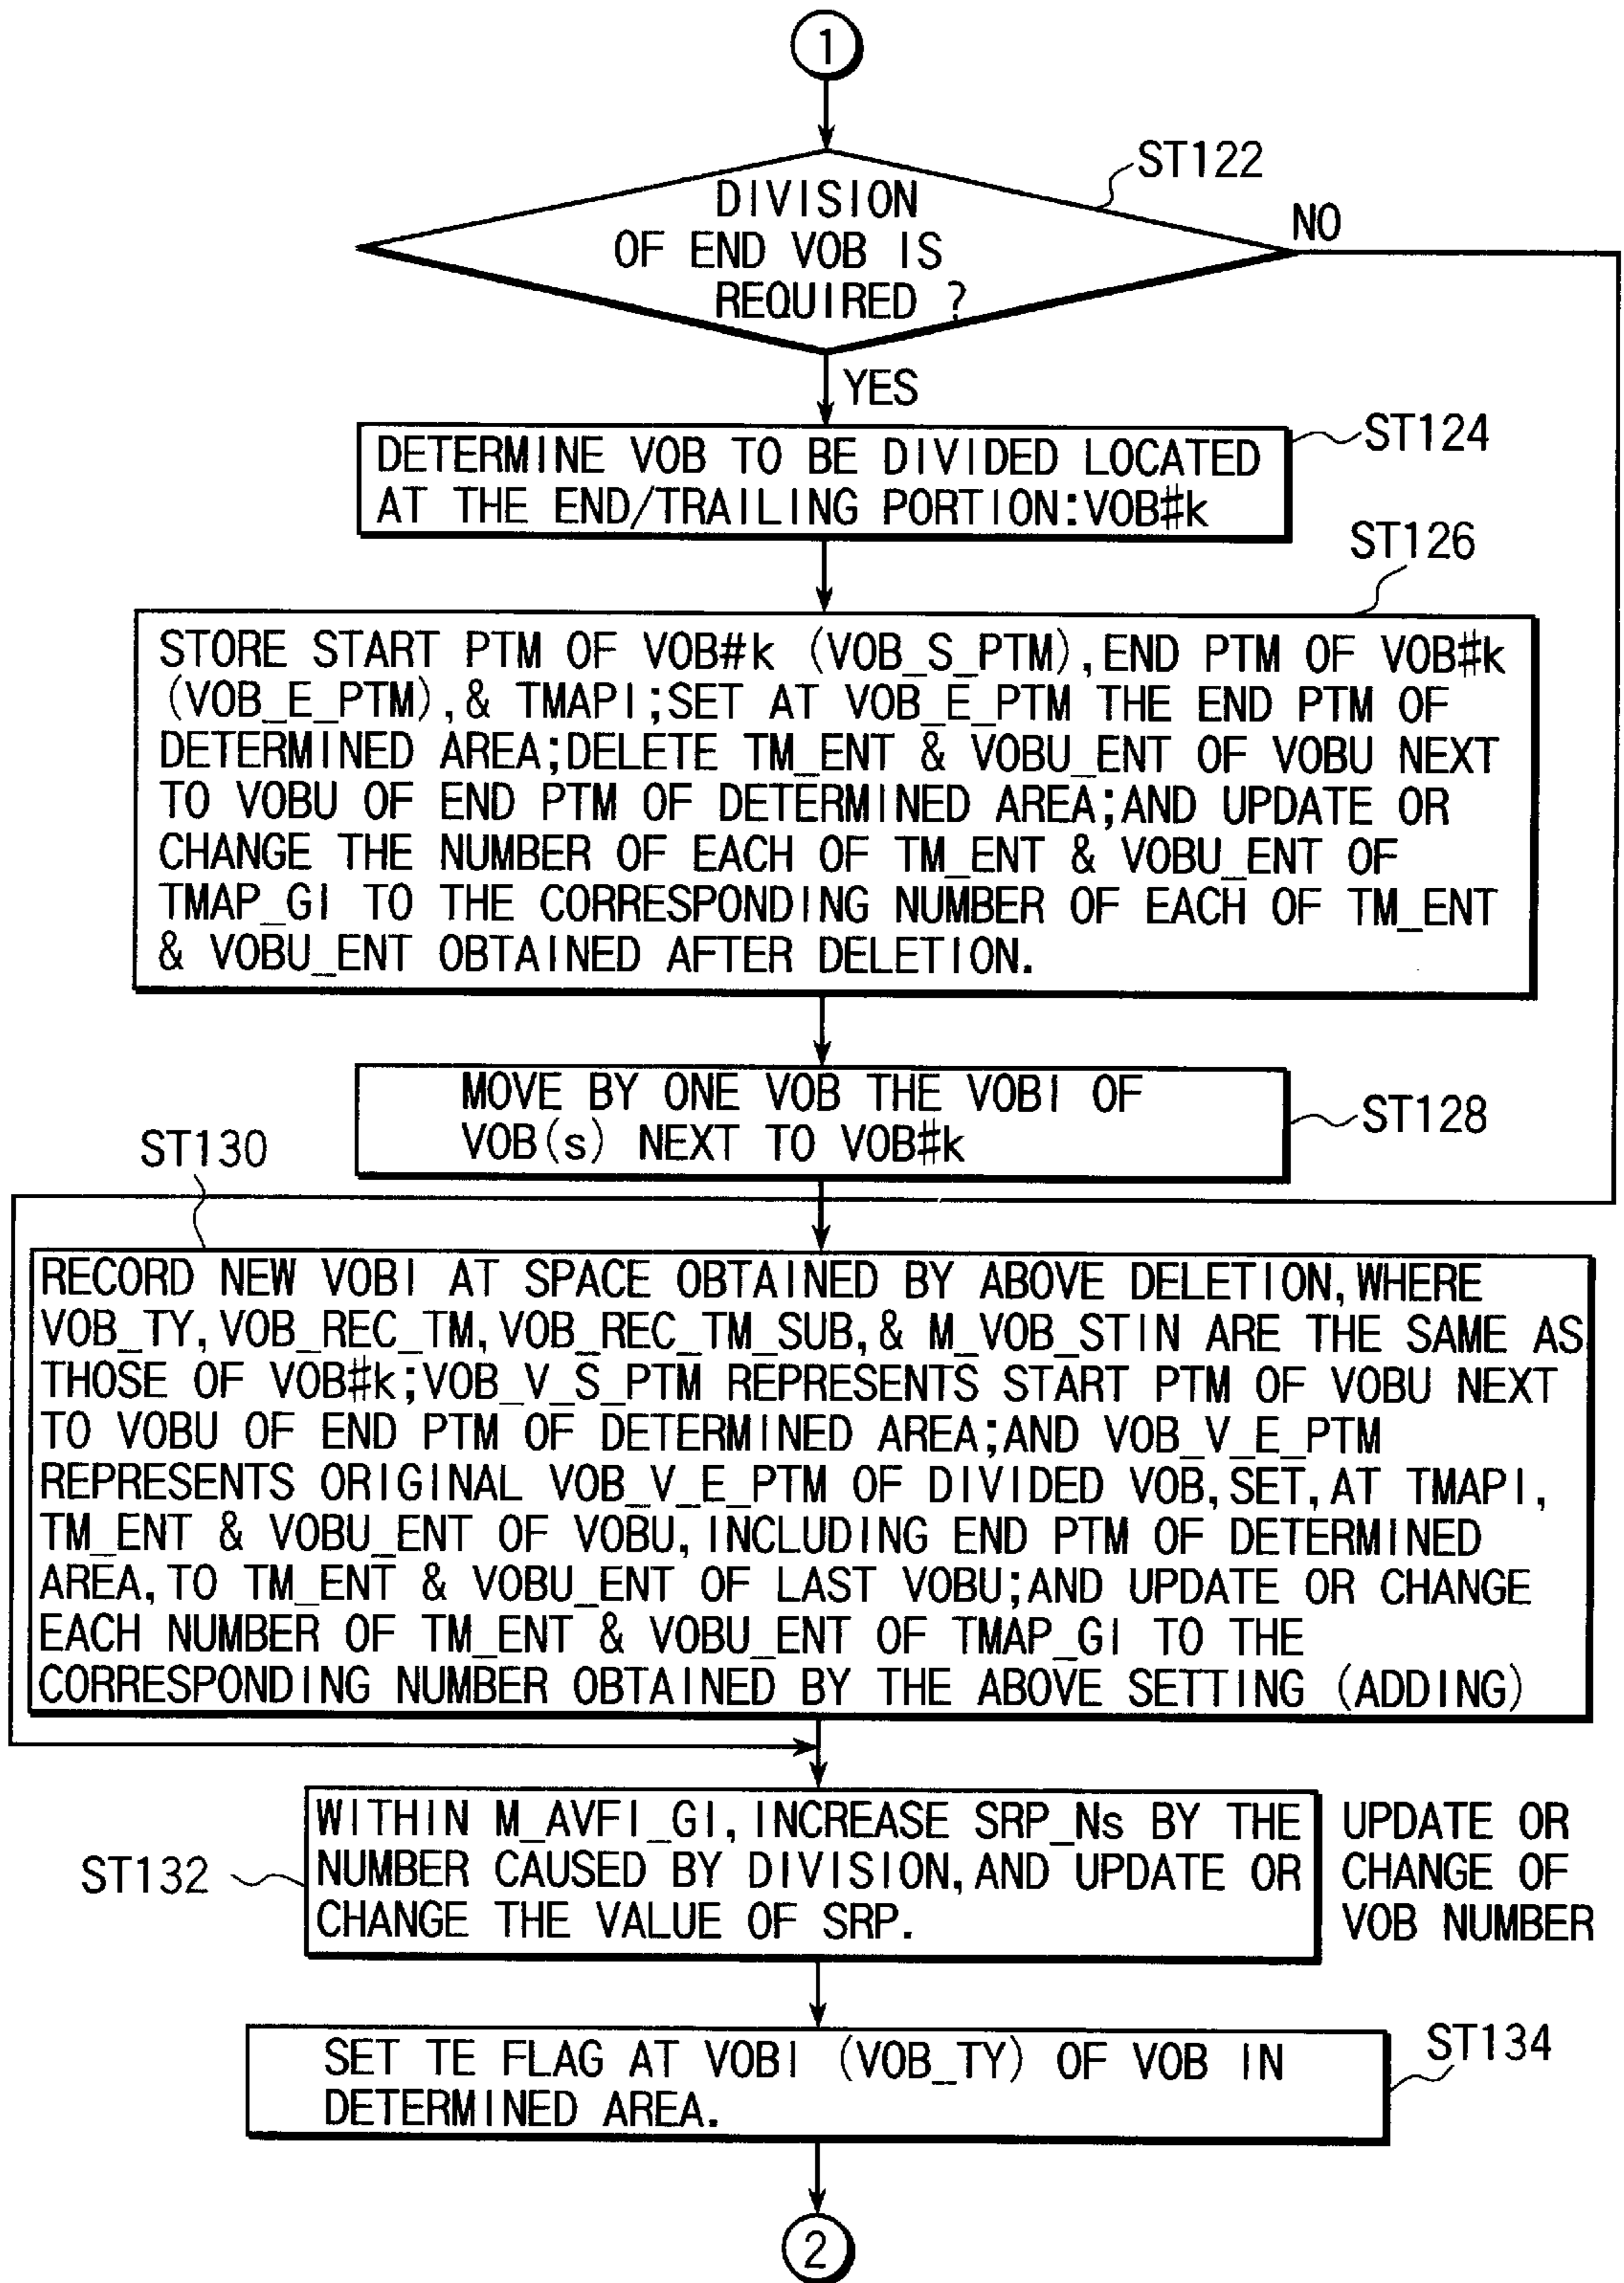 1
ST122
DIVISION
OF END VOB IS
REQUIRED ?
NO
YES
ST124
DETERMINE VOB TO BE DIVIDED LOCATED
AT THE END/TRAILING PORTION:VOB#k
ST126
STORE START PTM OF VOB#k (VOB_S_PTM),END PTM OF VOB#k
(VOB_E_PTM),& TMAPI;SET AT VOB_E_PTM THE END PTM OF
DETERMINED AREA;DELETE TM_ENT & VOBU_ENT OF VOBU NEXT
TO VOBU OF END PTM OF DETERMINED AREA;AND UPDATE OR
CHANGE THE NUMBER OF EACH OF TM_ENT & VOBU_ENT OF
TMAP_GI TO THE CORRESPONDING NUMBER OF EACH OF TM_ENT
& VOBU_ENT OBTAINED AFTER DELETION.
MOVE BY ONE VOB THE VOBI OF
VOB(s) NEXT TO VOB#k
ST128
ST130
RECORD NEW VOBI AT SPACE OBTAINED BY ABOVE DELETION,WHERE
VOB_TY,VOB_REC_TM,VOB_REC_TM_SUB,& M_VOB_STIN ARE THE SAME AS
THOSE OF VOB#k;VOB_V_S_PTM REPRESENTS START PTM OF VOBU NEXT
TO VOBU OF END PTM OF DETERMINED AREA;AND VOB_V_E_PTM
REPRESENTS ORIGINAL VOB_V_E_PTM OF DIVIDED VOB,SET,AT TMAPI,
TM_ENT & VOBU_ENT OF VOBU,INCLUDING END PTM OF DETERMINED
AREA,TO TM_ENT & VOBU_ENT OF LAST VOBU;AND UPDATE OR CHANGE
EACH NUMBER OF TM_ENT & VOBU_ENT OF TMAP_GI TO THE
CORRESPONDING NUMBER OBTAINED BY THE ABOVE SETTING (ADDING)
ST132
WITHIN M_AVFI_GI,INCREASE SRP_Ns BY THE
NUMBER CAUSED BY DIVISION,AND UPDATE OR
CHANGE THE VALUE OF SRP.
UPDATE OR
CHANGE OF
VOB NUMBER
SET TE FLAG AT VOBI (VOB_TY) OF VOB IN
DETERMINED AREA.
ST134
2